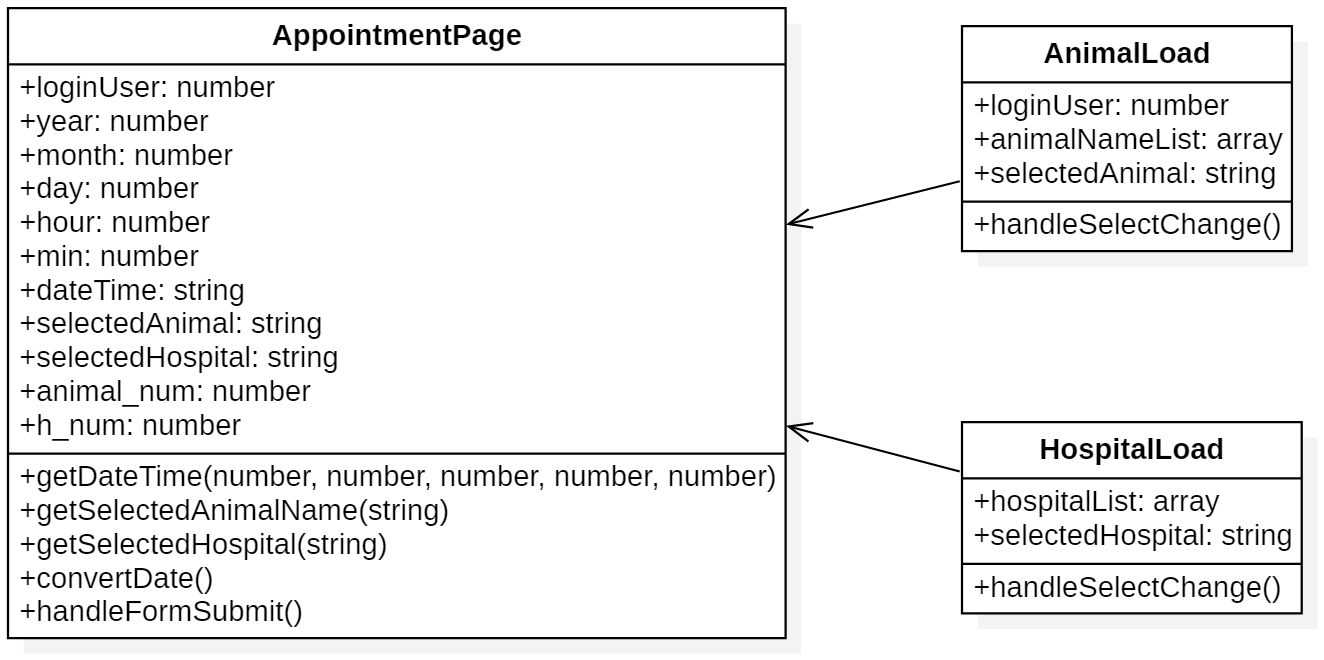 AppointmentPage
+loginUser: number
+year: number
+month: number
+day: number
+hour: number
+min: number
+dateTime: string
+selectedAnimal: string
+selectedHospital: string
+animal_num: number
+h_num: number
+getDateTime(number, number, number, number, number)
+getSelectedAnimalName(string)
+getSelectedHospital(string)
+convertDate()
+handleFormSubmit()
AnimalLoad
+loginUser: number
+animalNameList: array
+selectedAnimal: string
+handleSelectChange()
HospitalLoad
+hospitalList: array
+selectedHospital: string
+handleSelectChange()